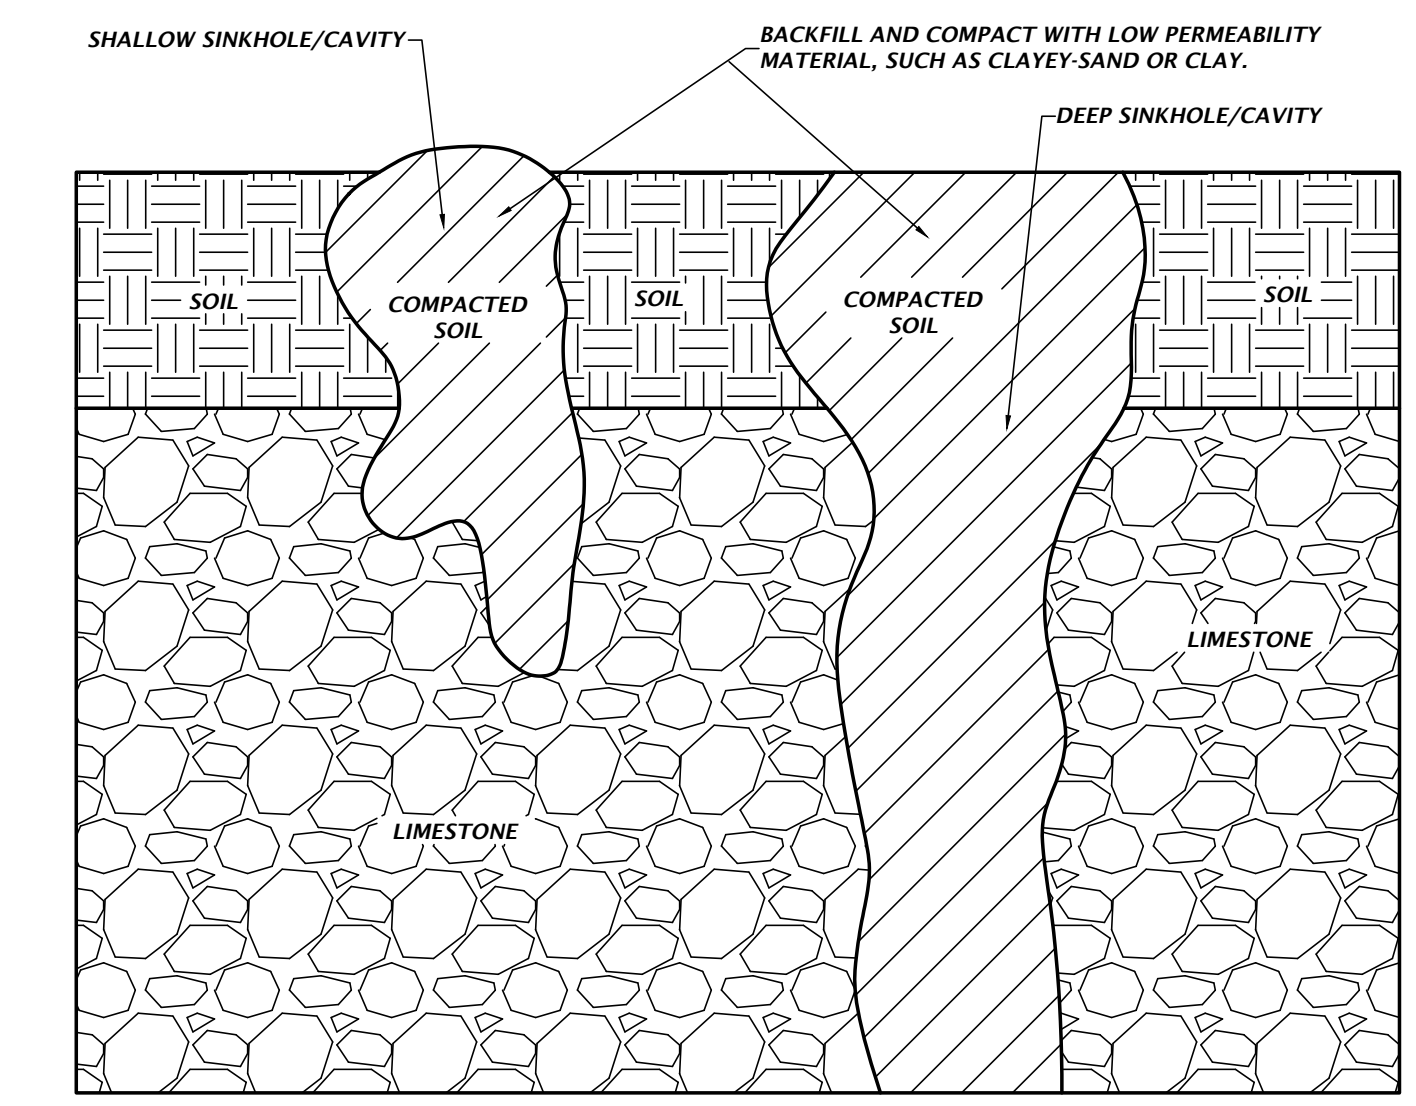 SHALLOW SINKHOLE/CAVITY
BACKFILL AND COMPACT WITH LOW PERMEABILITY
MATERIAL, SUCH AS CLAYEY-SAND OR CLAY.
DEEP SINKHOLE/CAVITY
SOIL
COMPACTED
SOIL
SOIL
COMPACTED
SOIL
SOIL
LIMESTONE
LIMESTONE